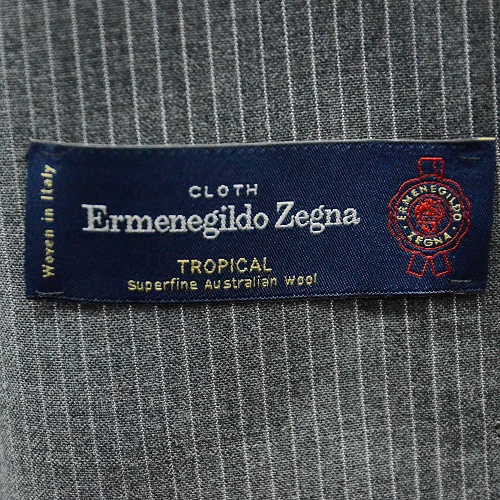 Woven in Italy
CLOTH
Ermenegildo Zegna
TROPICAL
Superfine Australian Wool
ERMENEGILDO
ZEGNA